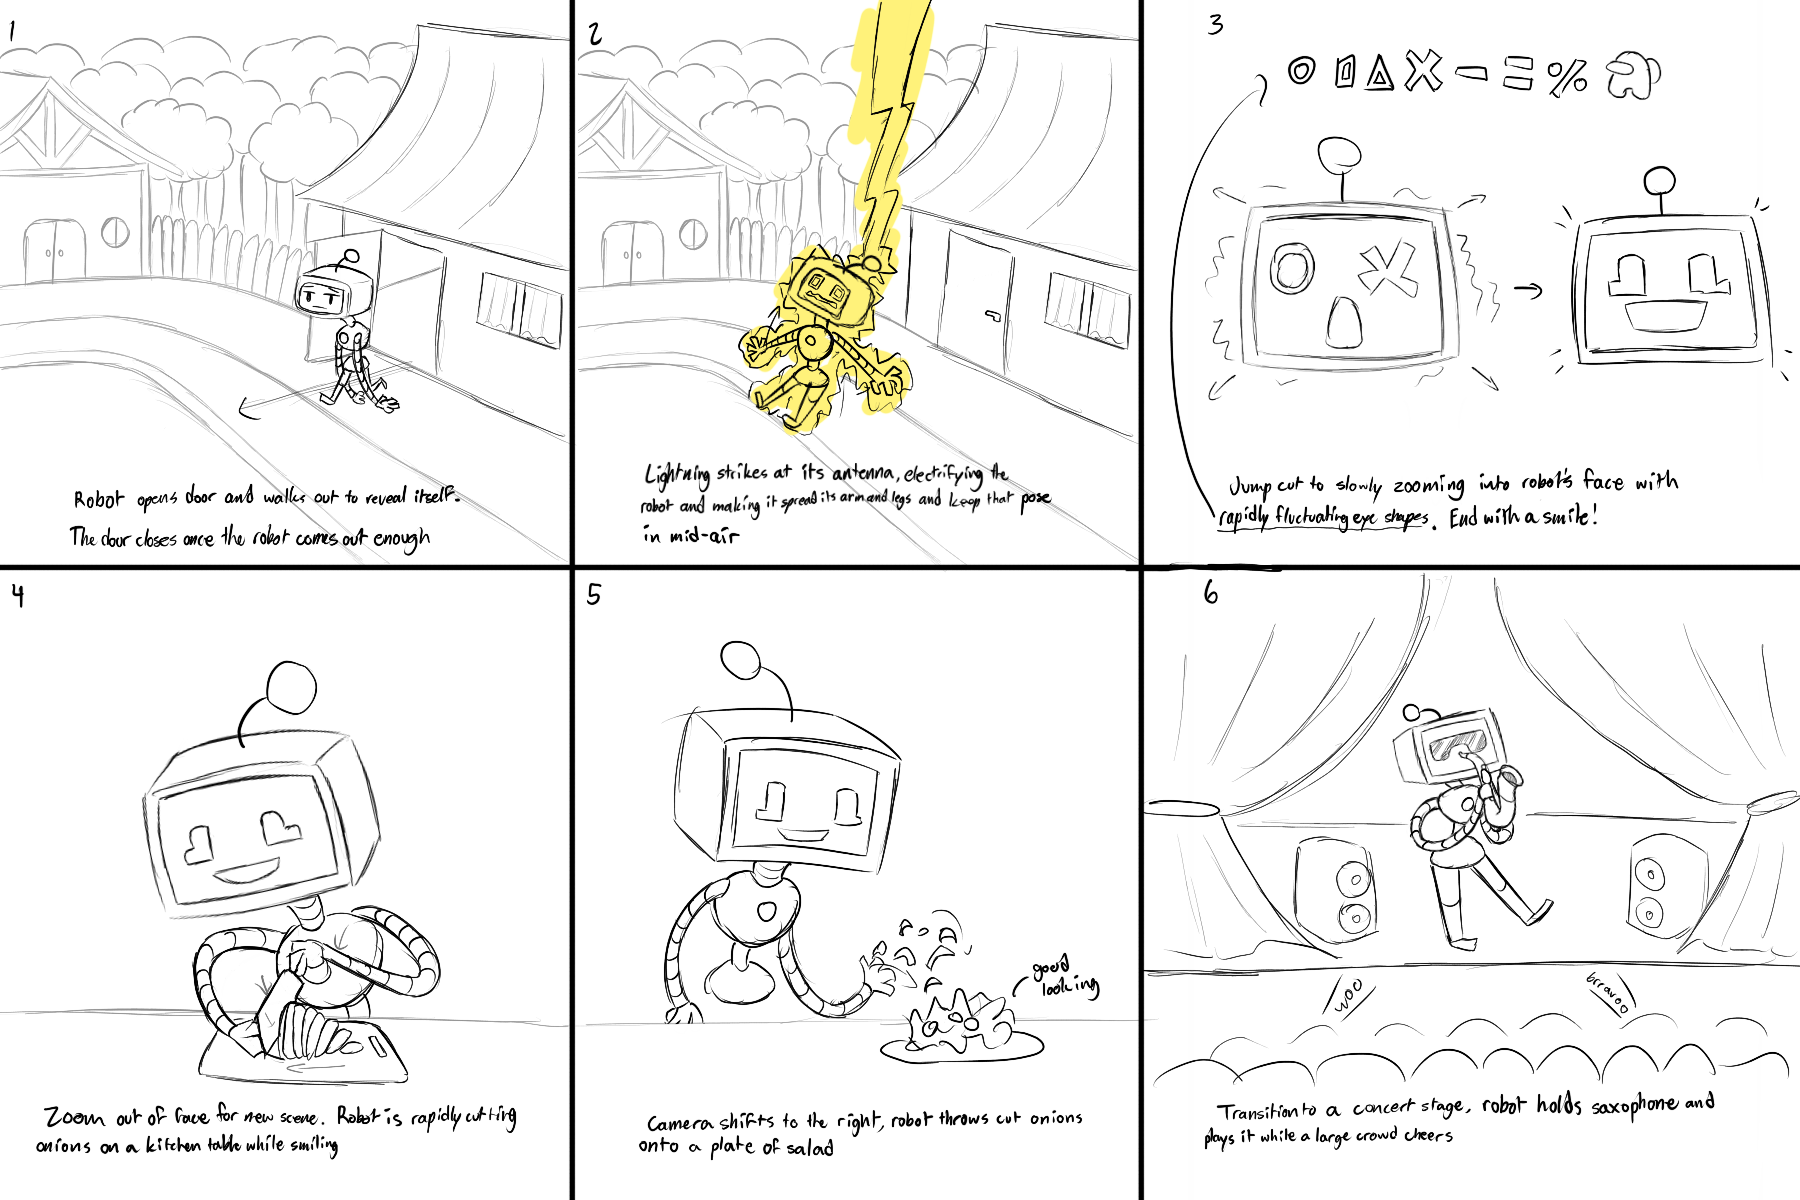 1
Robot opens door and walks out to reveal itself.
The door closes once the robot comes out enough
2
Lightning strikes at its antenna, electrifying the
robot and making it spread its arm and legs and keep that pose
in mid-air
3
Jump cut to slowly zooming into robot's face with
rapidly fluctuating eye shapes. End with a smile!
4
Zoom out of face for new scene. Robot is rapidly cutting
onions on a kitchen table while smiling
5
good
looking
Camera shifts to the right, robot throws cut onions
onto a plate of salad
6
woo
brravoo
Transition to a concert stage, robot holds saxophone and
plays it while a large crowd cheers